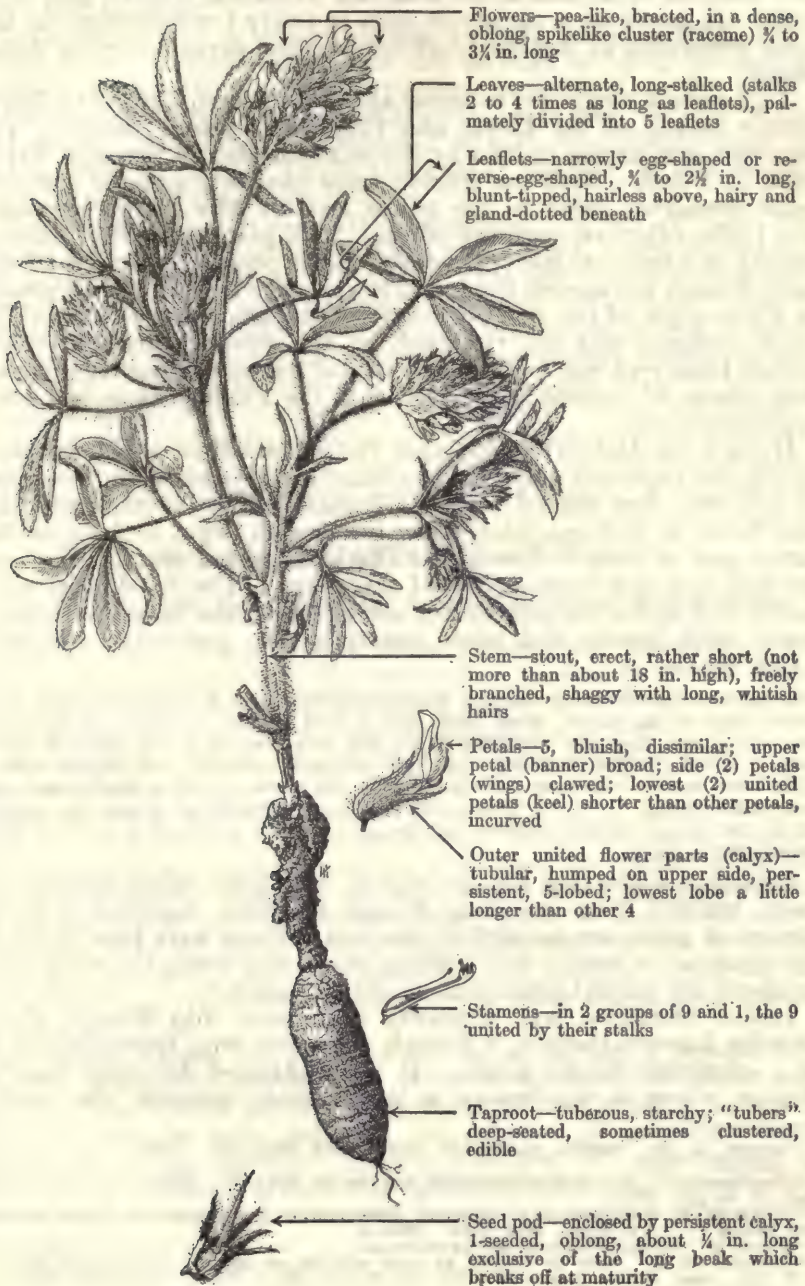 Flowers—pea-like, bracted, in a dense,
oblong, spikelike cluster (raceme) ¾ to
3¼ in. long
Leaves—alternate, long-stalked (stalks
2 to 4 times as long as leaflets), pal-
mately divided into 5 leaflets
Leaflets—narrowly egg-shaped or re-
verse-egg-shaped, ¾ to 2½ in. long,
blunt-tipped, hairless above, hairy and
gland-dotted beneath
Stem—stout, erect, rather short (not
more than about 18 in. high), freely
branched, shaggy with long, whitish
hairs
Petals—5, bluish, dissimilar; upper
petal (banner) broad; side (2) petals
(wings) clawed; lowest (2) united
petals (keel) shorter than other petals,
incurved
Outer united flower parts (calyx)—
tubular, humped on upper side, per-
sistent, 5-lobed; lowest lobe a little
longer than other 4
Stamens—in 2 groups of 9 and 1, the 9
united by their stalks
Taproot—tuberous, starchy; "tubers"
deep-seated, sometimes clustered,
edible
Seed pod—enclosed by persistent calyx,
1-seeded, oblong, about ¼ in. long
exclusive of the long beak which
breaks off at maturity